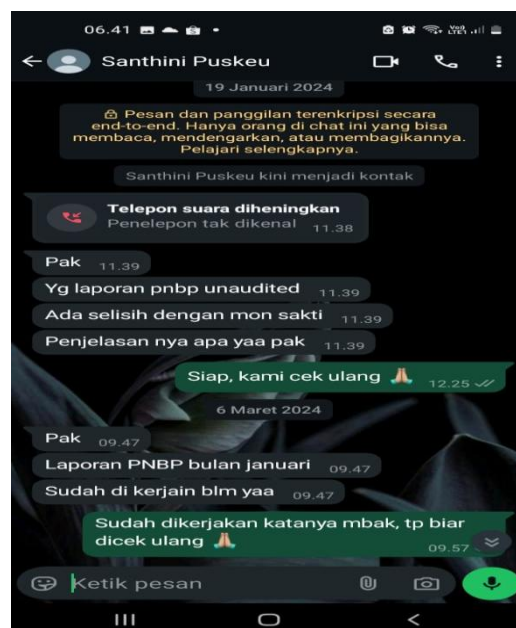 06.41
Santhini Puskeu
19 Januari 2024
Pesan dan panggilan terenkripsi secara
end-to-end. Hanya orang di chat ini yang bisa
membaca, mendengarkan, atau membagikannya.
Pelajari selengkapnya.
Santhini Puskeu kini menjadi kontak
Telepon suara diheningkan
Penelepon tak dikenal 11.38
Pak 11.39
Yg laporan pnbp unaudited 11.39
Ada selisih dengan mon sakti 11.39
Penjelasan nya apa yaa pak 11.39
Siap, kami cek ulang 🙏 12.25
6 Maret 2024
Pak 09.47
Laporan PNBP bulan januari 09.47
Sudah di kerjain blm yaa 09.47
Sudah dikerjakan katanya mbak, tp biar
dicek ulang 🙏 09.57
Ketik pesan